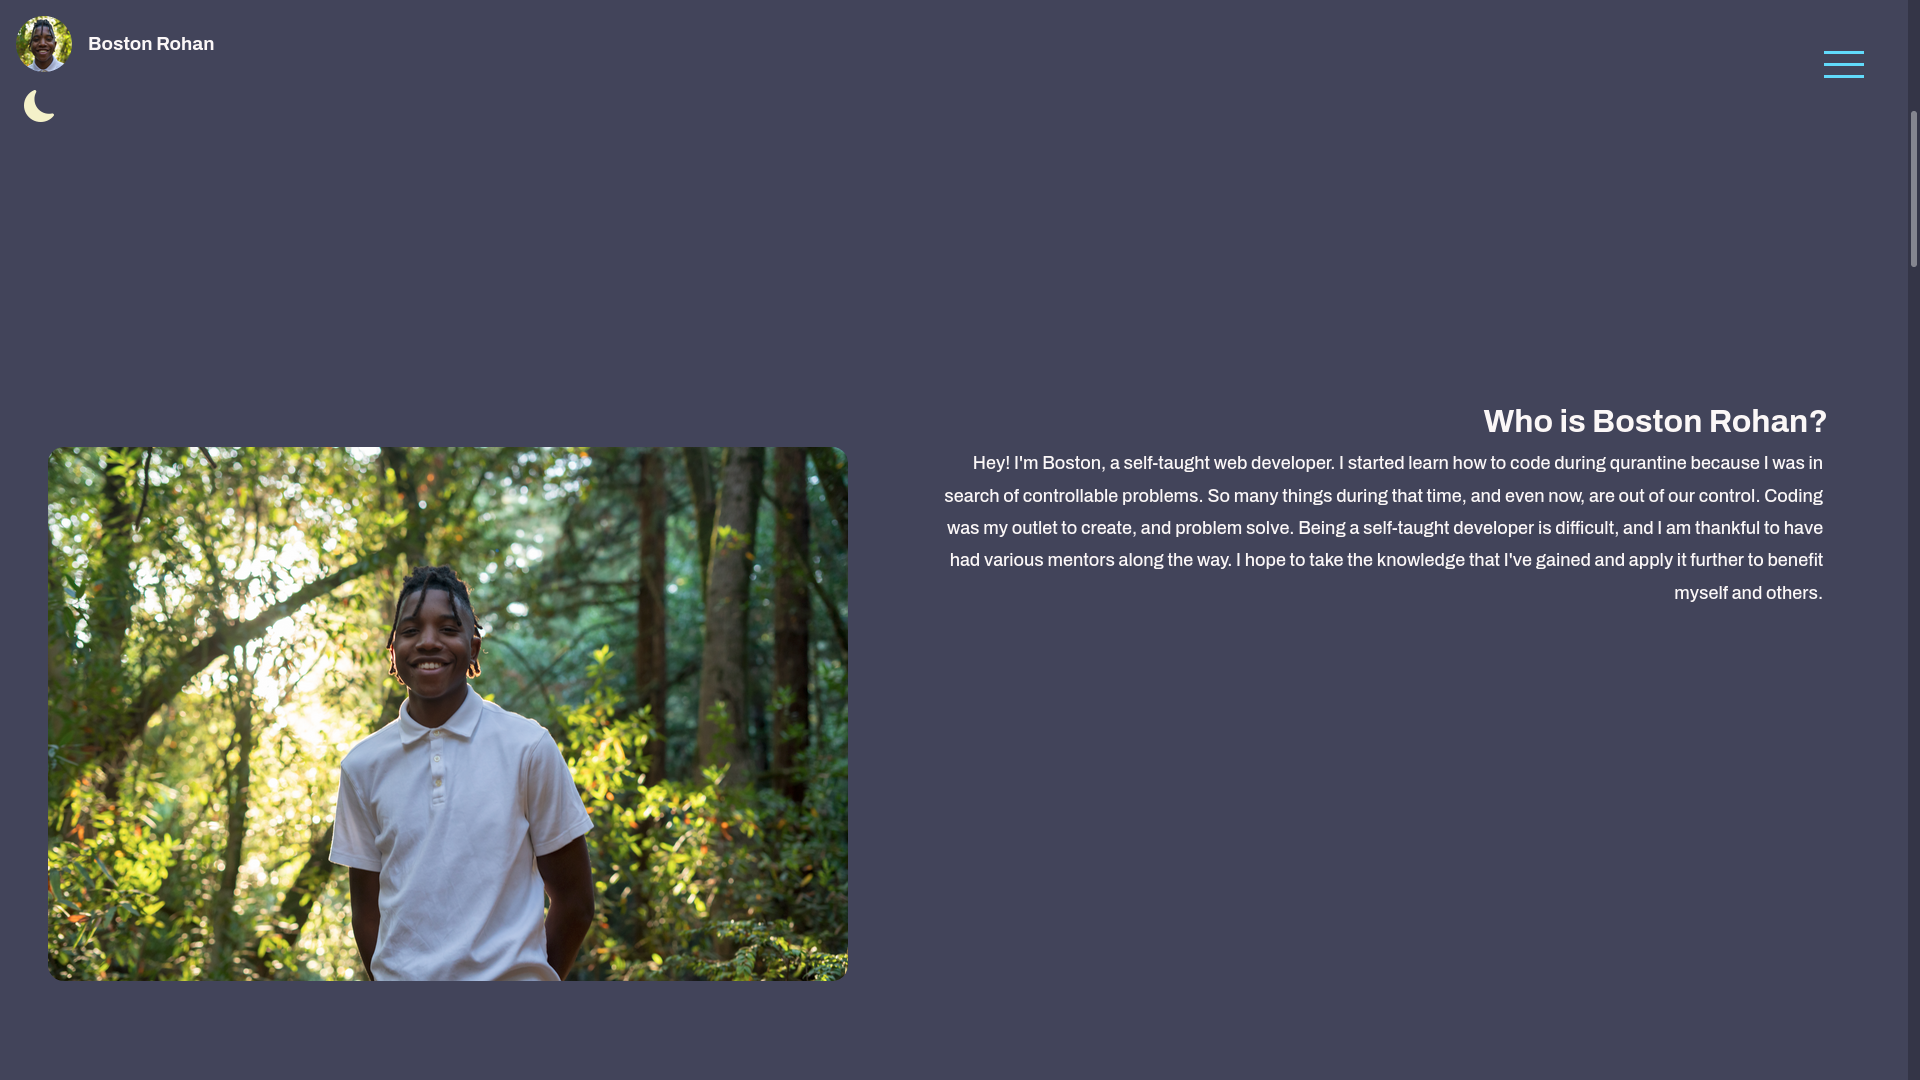 Boston Rohan
Who is Boston Rohan?
Hey! I'm Boston, a self-taught web developer. I started learn how to code during qurantine because I was in
search of controllable problems. So many things during that time, and even now, are out of our control. Coding
was my outlet to create, and problem solve. Being a self-taught developer is difficult, and I am thankful to have
had various mentors along the way. I hope to take the knowledge that I've gained and apply it further to benefit
myself and others.